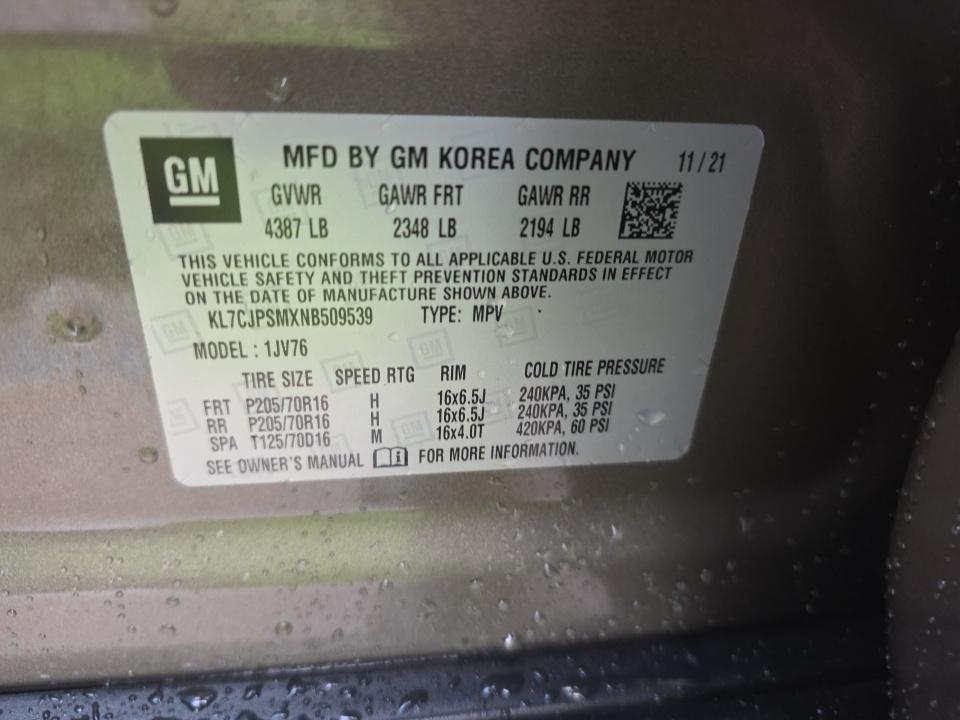 GM
MFD BY GM KOREA COMPANY 11/21
GVWR GAWR FRT GAWR RR
4387 LB 2348 LB 2194 LB
THIS VEHICLE CONFORMS TO ALL APPLICABLE U.S. FEDERAL MOTOR
VEHICLE SAFETY AND THEFT PREVENTION STANDARDS IN EFFECT
ON THE DATE OF MANUFACTURE SHOWN ABOVE.
KL7CJPSMXNB509539 TYPE: MPV
MODEL : 1JV76
TIRE SIZE SPEED RTG RIM COLD TIRE PRESSURE
FRT P205/70R16 H 16x6.5J 240KPA, 35 PSI
RR P205/70R16 H 16x6.5J 240KPA, 35 PSI
SPA T125/70D16 M 16x4.0T 420KPA, 60 PSI
SEE OWNER'S MANUAL FOR MORE INFORMATION.